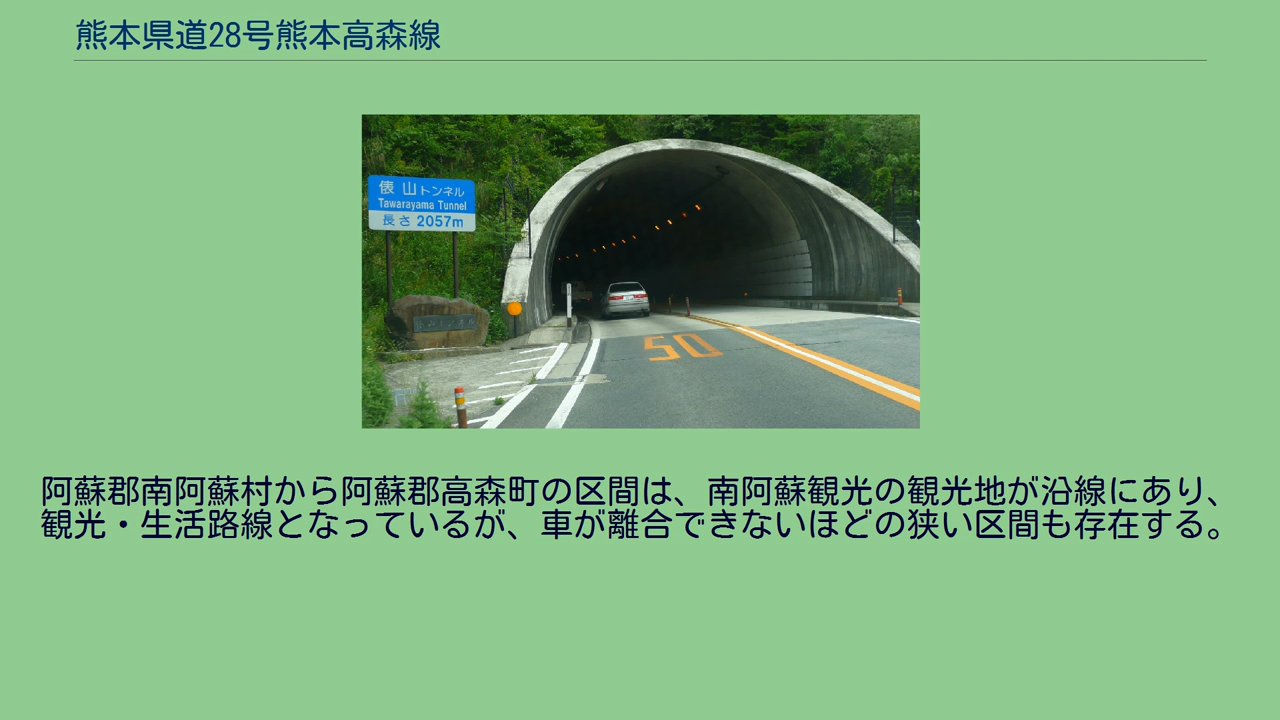 熊本県道28号熊本高森線
俵山トンネル
Tawarayama Tunnel
長さ 2057m
50
阿蘇郡南阿蘇村から阿蘇郡高森町の区間は、南阿蘇観光の観光地が沿線にあり、
観光・生活路線となっているが、車が離合できないほどの狭い区間も存在する。